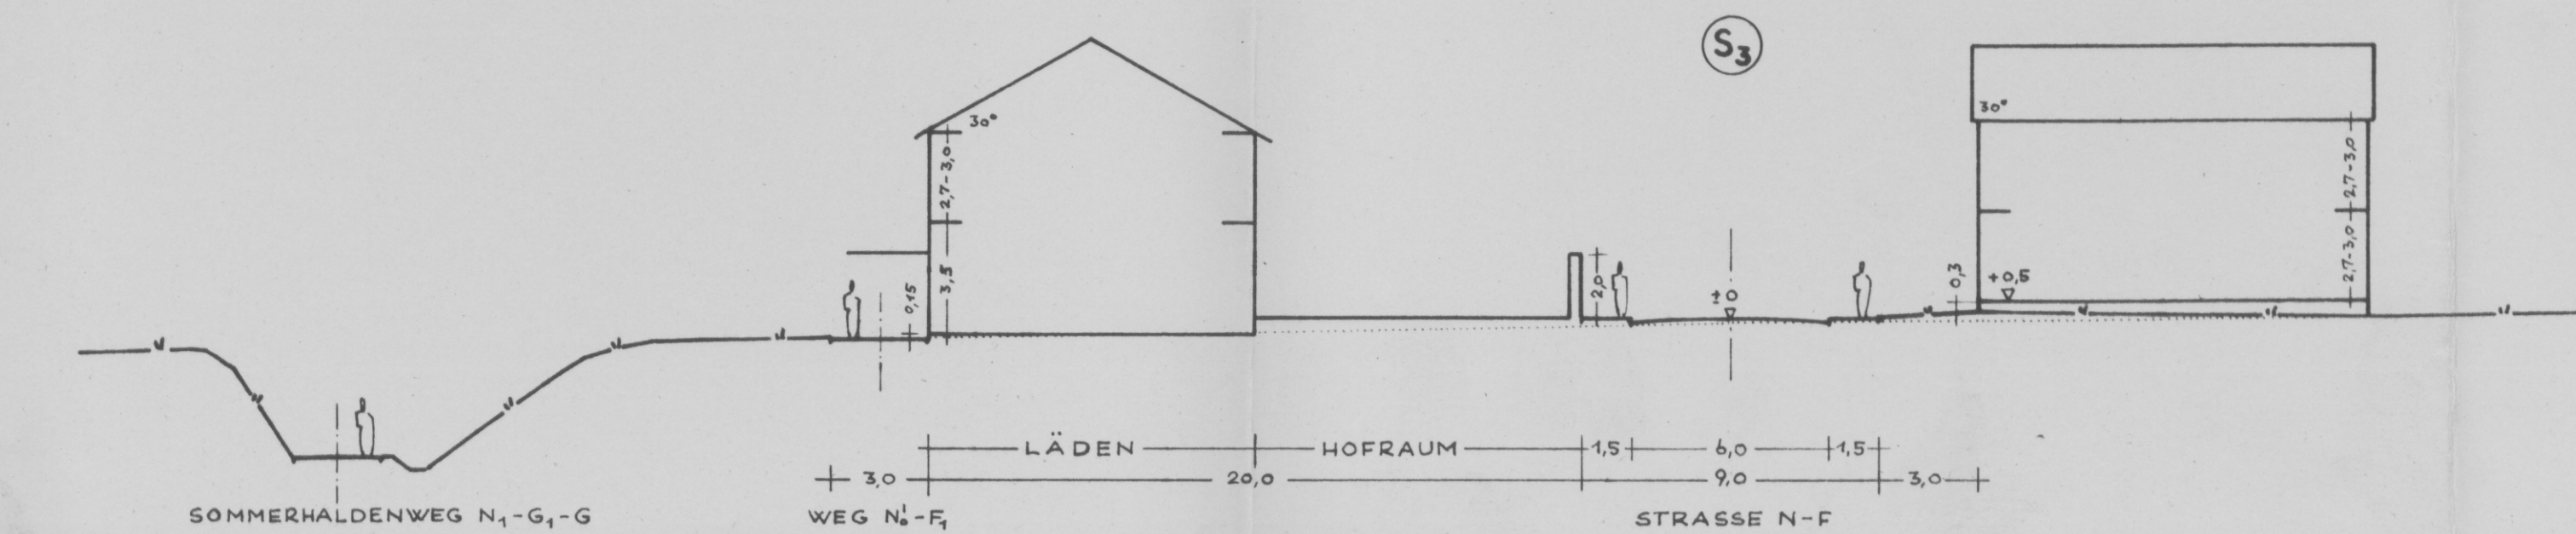 S3
30°
2,7-3,0
3,5
0,15
2,0
±0
0,3
30°
+0,5
2,7-3,0
2,7-3,0
LÄDEN HOFRAUM 1,5 6,0 1,5
3,0 20,0 9,0 3,0
SOMMERHALDENWEG N1-G1-G WEG N'0-F1 STRASSE N-F